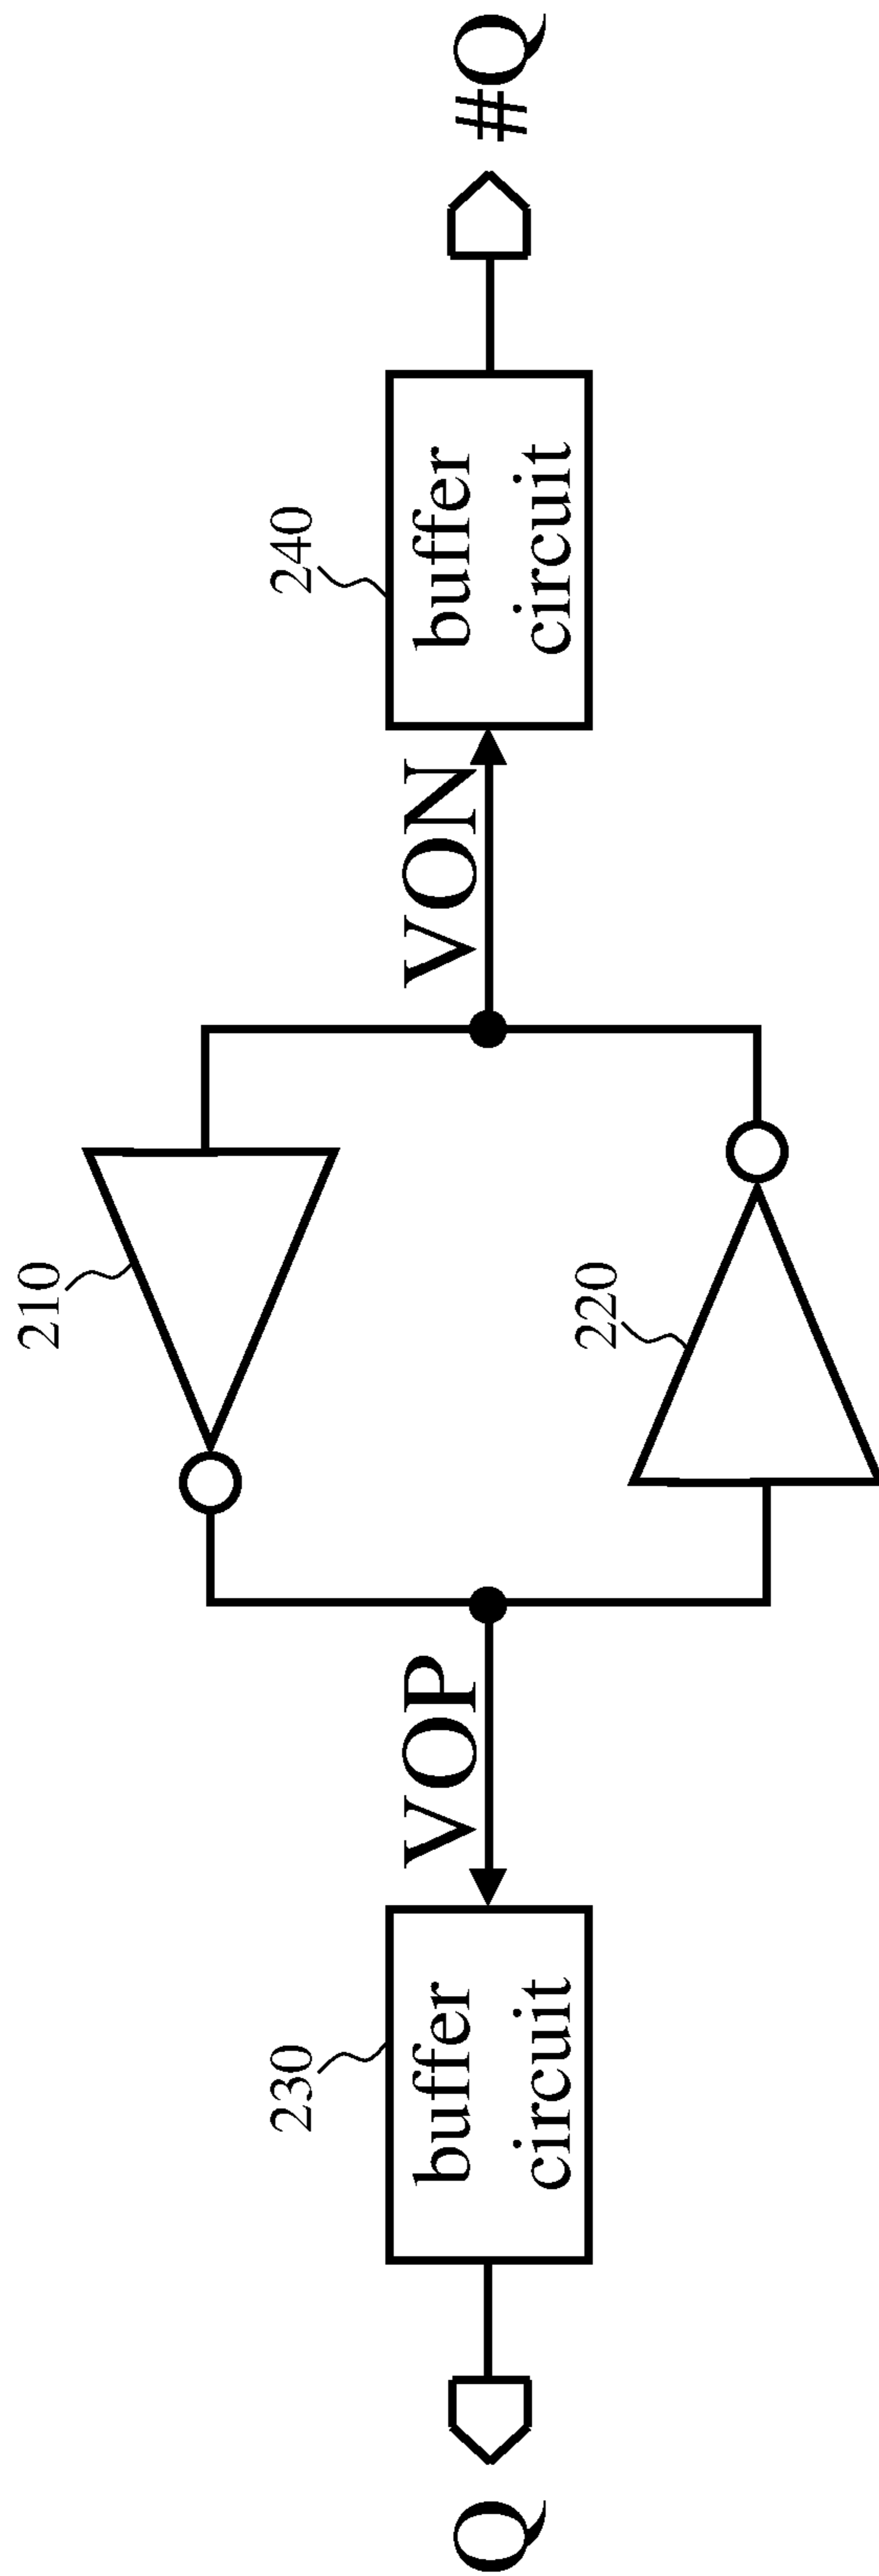 210
Q
230
buffer
circuit
VOP
VON
240
buffer
circuit
#Q
220